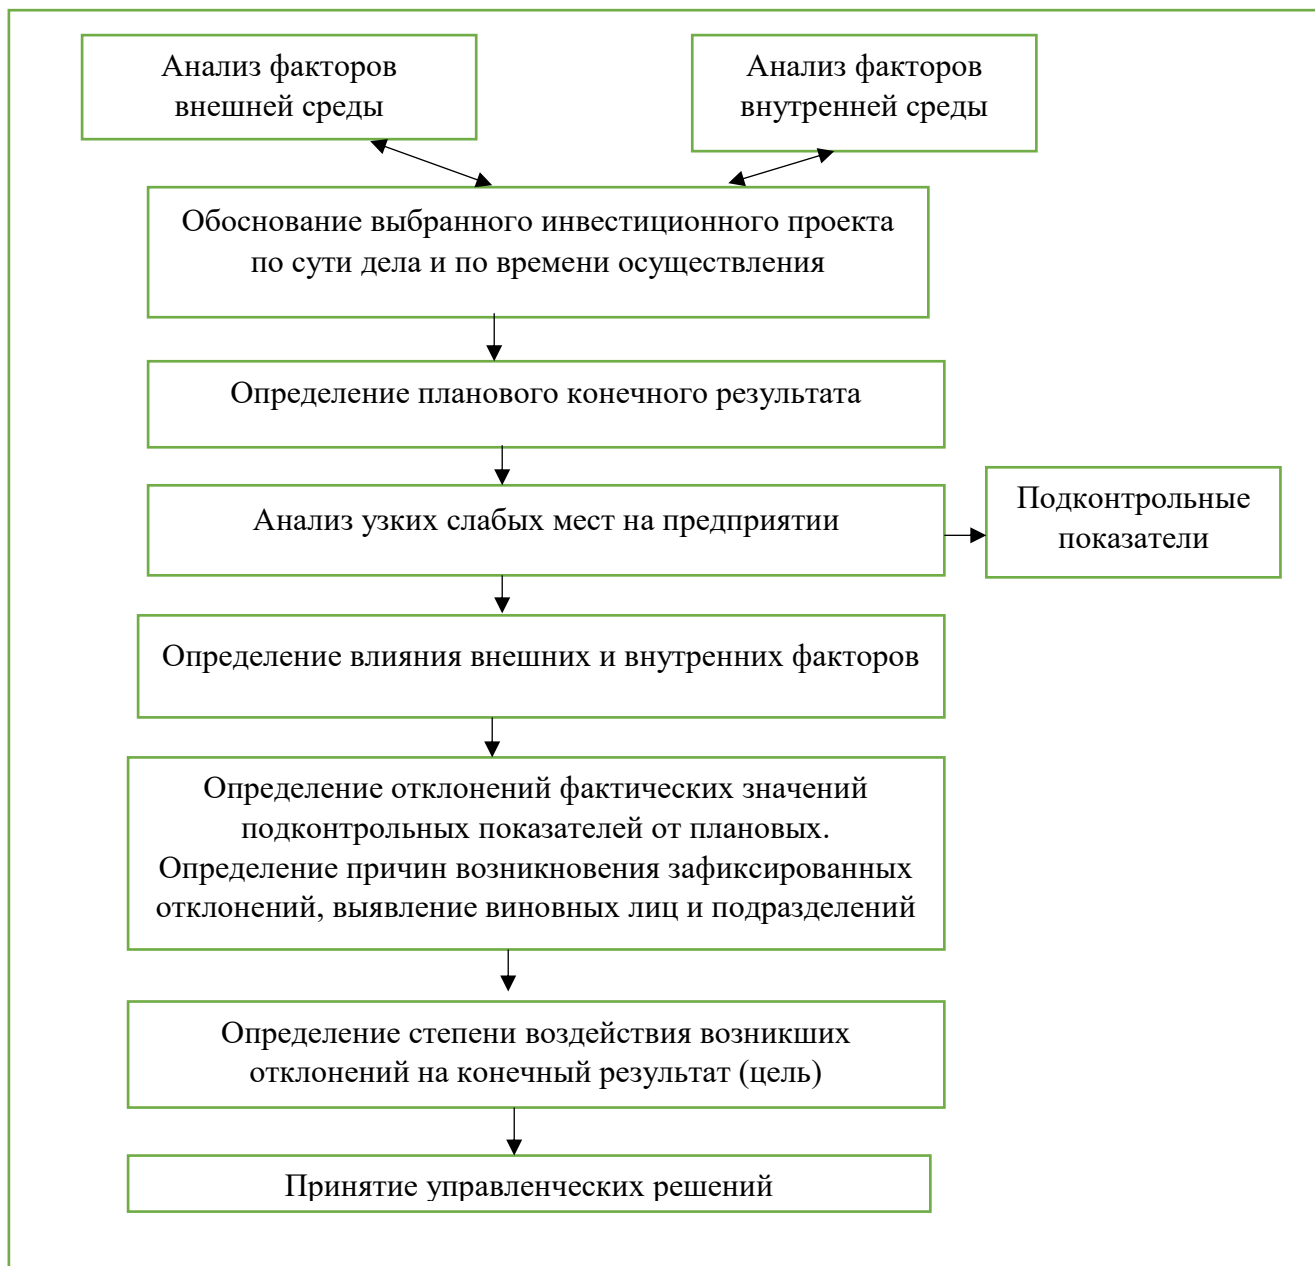 Анализ факторов
внешней среды
Анализ факторов
внутренней среды
Обоснование выбранного инвестиционного проекта
по сути дела и по времени осуществления
Определение планового конечного результата
Анализ узких слабых мест на предприятии
Подконтрольные
показатели
Определение влияния внешних и внутренних факторов
Определение отклонений фактических значений
подконтрольных показателей от плановых.
Определение причин возникновения зафиксированных
отклонений, выявление виновных лиц и подразделений
Определение степени воздействия возникших
отклонений на конечный результат (цель)
Принятие управленческих решений